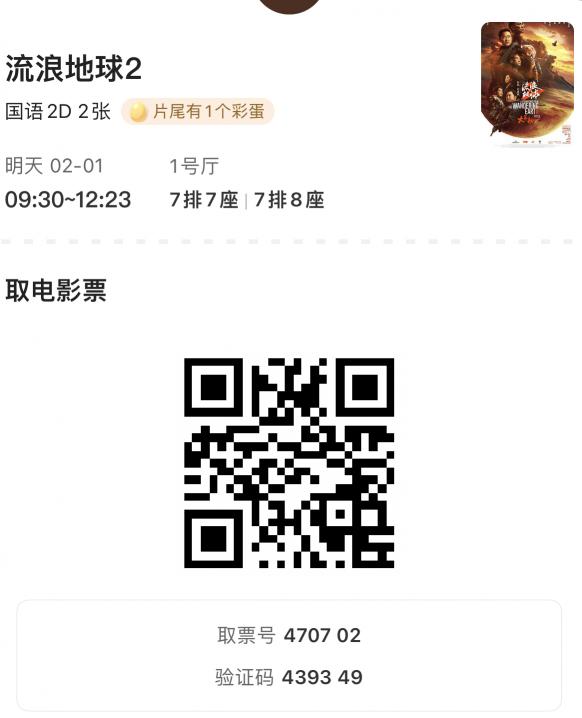 流浪地球2
国语2D 2张 片尾有1个彩蛋
明天 02-01 1号厅
09:30~12:23 7排7座 | 7排8座
取电影票
取票号 4707 02
验证码 4393 49